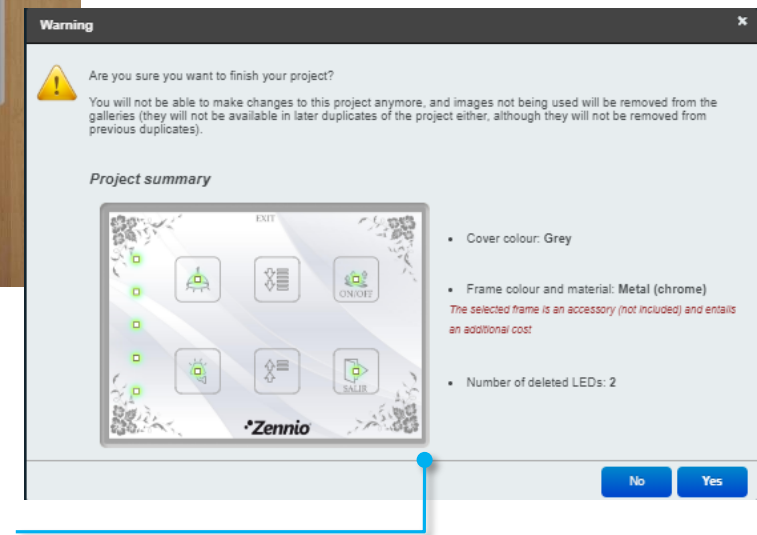 Warning
Are you sure you want to finish your project?
You will not be able to make changes to this project anymore, and images not being used will be removed from the
galleries (they will not be available in later duplicates of the project either, although they will not be removed from
previous duplicates).
Project summary
EXIT
ON/OFF
SALIR
Zennio
• Cover colour: Grey
• Frame colour and material: Metal (chrome)
The selected frame is an accessory (not included) and entails
an additional cost
• Number of deleted LEDs: 2
No
Yes